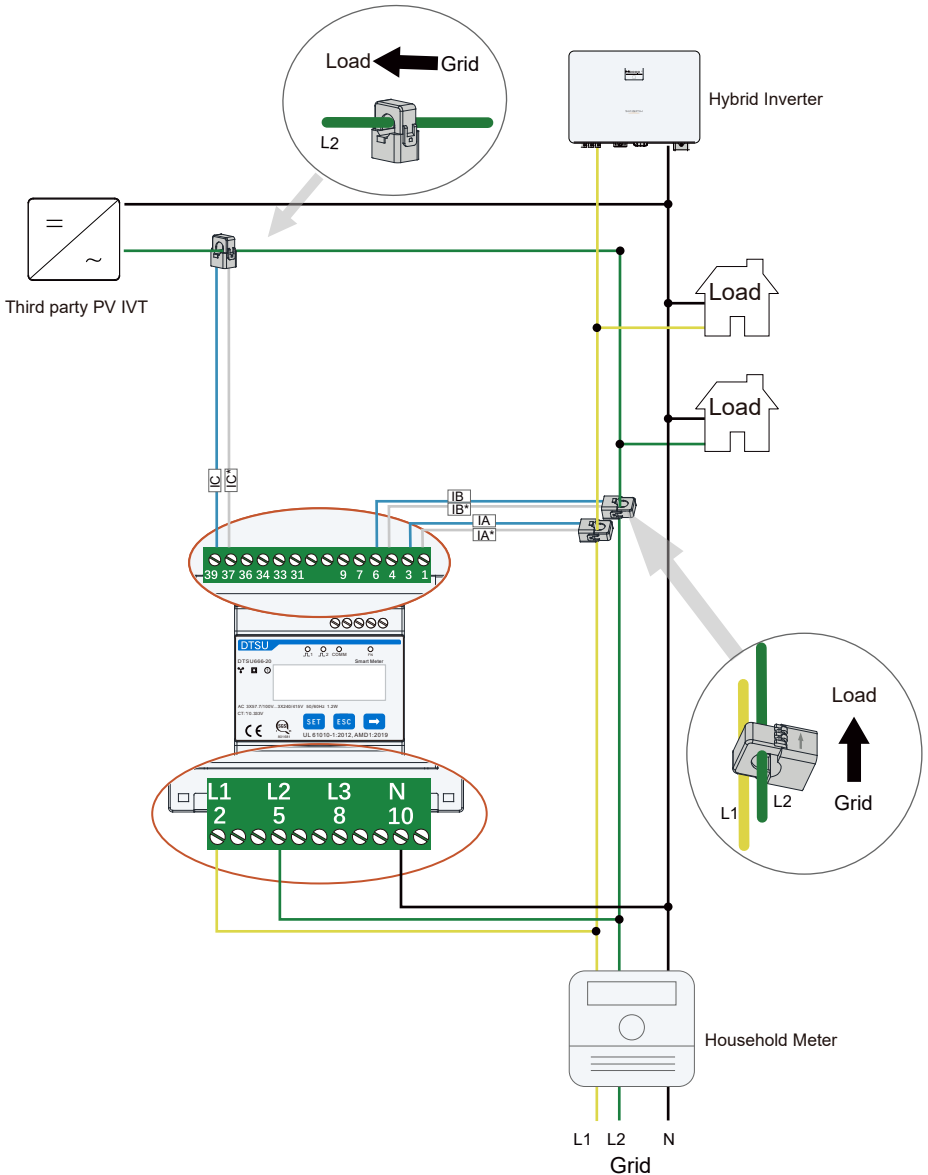 Load Grid
L2
Hybrid Inverter
Third party PV IVT
Load
Load
IC
IC*
IB
IB*
IA
IA*
39 37 36 34 33 31 9 7 6 4 3 1
DTSU
COMM
DTSU666-20 Smart Meter
SET ESC
UL 61010-1:2012, AMD1:2019
L1 L2 L3 N
2 5 8 10
Load
L2
Grid
L1
Household Meter
L1 L2 N
Grid